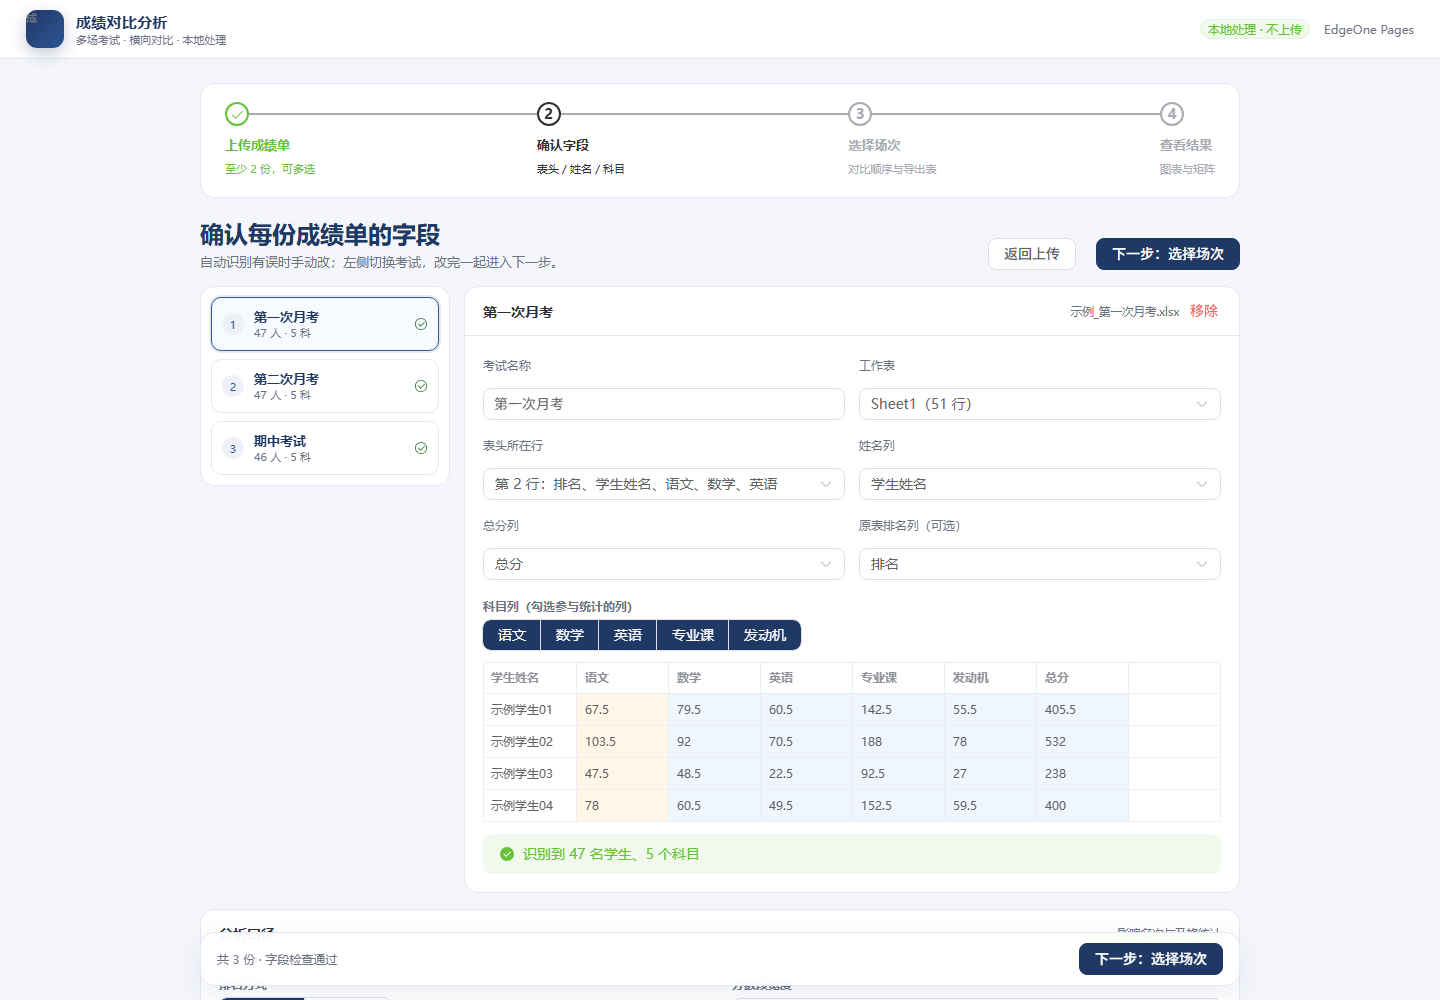 成
成绩对比分析
多场考试 · 横向对比 · 本地处理
本地处理 · 不上传
EdgeOne Pages
2
3
4
上传成绩单
确认字段
选择场次
查看结果
至少 2 份，可多选
表头 / 姓名 / 科目
对比顺序与导出表
图表与矩阵
确认每份成绩单的字段
自动识别有误时手动改；左侧切换考试，改完一起进入下一步。
返回上传
下一步：选择场次
1
第一次月考
47 人 · 5 科
2
第二次月考
47 人 · 5 科
3
期中考试
46 人 · 5 科
第一次月考
示例_第一次月考.xlsx
移除
考试名称
工作表
第一次月考
Sheet1（51 行）
表头所在行
姓名列
第 2 行：排名、学生姓名、语文、数学、英语
学生姓名
总分列
原表排名列（可选）
总分
排名
科目列（勾选参与统计的列）
语文 数学 英语 专业课 发动机
学生姓名 语文 数学 英语 专业课 发动机 总分
示例学生01 67.5 79.5 60.5 142.5 55.5 405.5
示例学生02 103.5 92 70.5 188 78 532
示例学生03 47.5 48.5 22.5 92.5 27 238
示例学生04 78 60.5 49.5 152.5 59.5 400
识别到 47 名学生、5 个科目
共 3 份 · 字段检查通过
下一步：选择场次